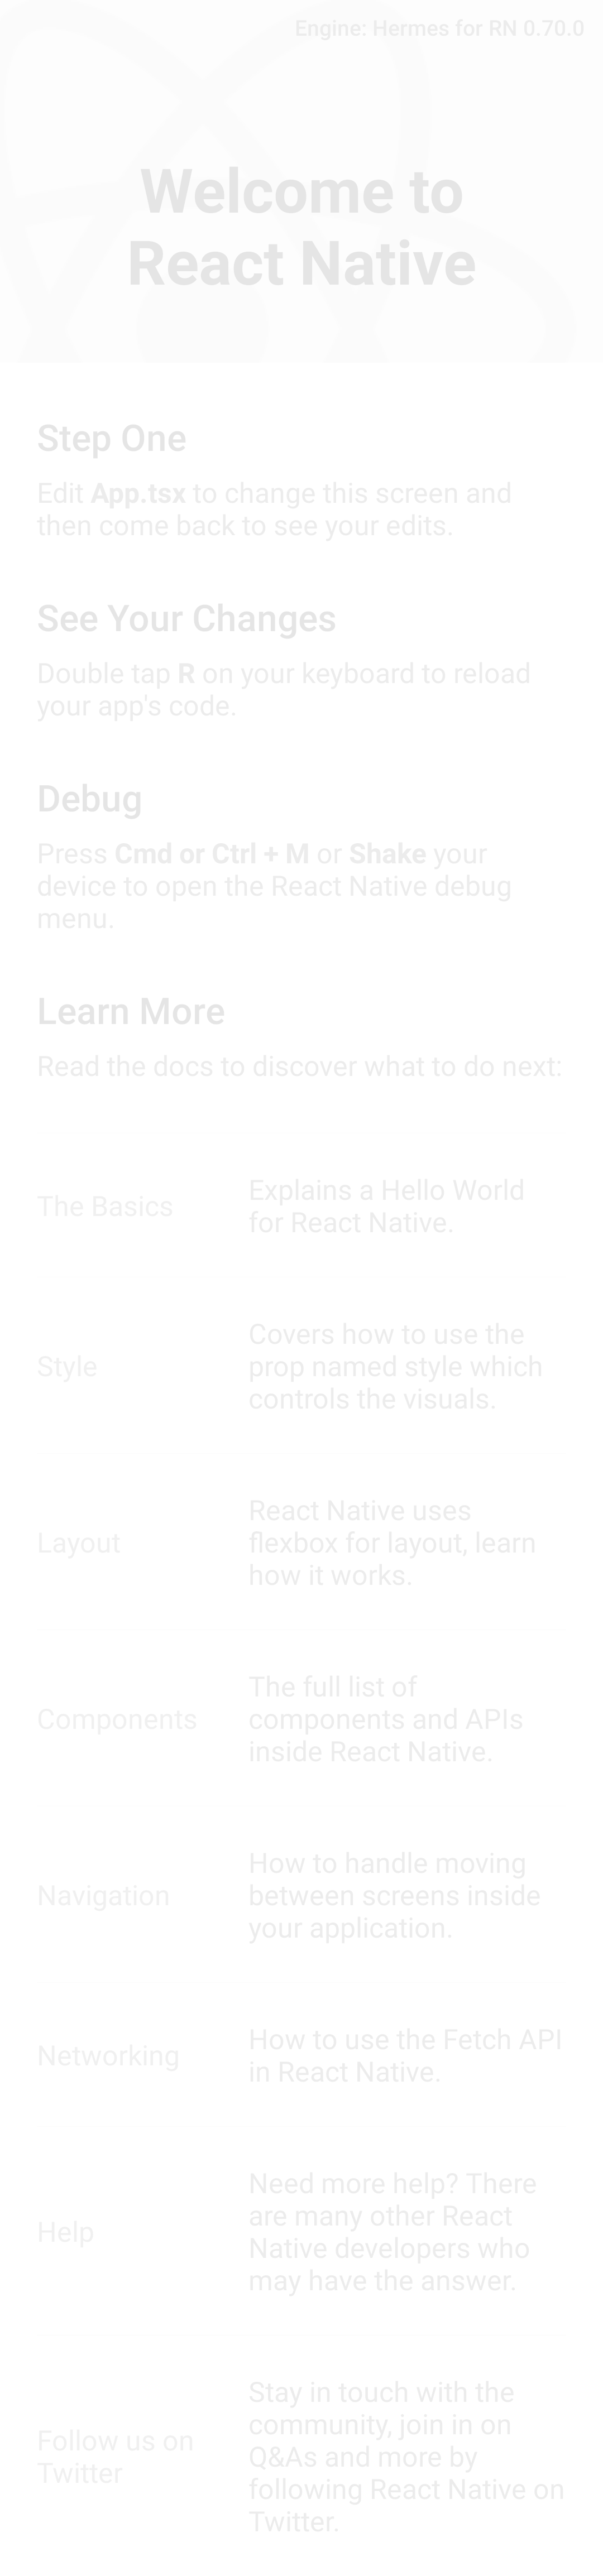 Engine: Hermes for RN 0.70.0
Welcome to
React Native
Step One
Edit App.tsx to change this screen and
then come back to see your edits.
See Your Changes
Double tap R on your keyboard to reload
your app's code.
Debug
Press Cmd or Ctrl + M or Shake your
device to open the React Native debug
menu.
Learn More
Read the docs to discover what to do next:
The Basics
Explains a Hello World
for React Native.
Style
Covers how to use the
prop named style which
controls the visuals.
Layout
React Native uses
flexbox for layout, learn
how it works.
Components
The full list of
components and APIs
inside React Native.
Navigation
How to handle moving
between screens inside
your application.
Networking
How to use the Fetch API
in React Native.
Help
Need more help? There
are many other React
Native developers who
may have the answer.
Follow us on
Twitter
Stay in touch with the
community, join in on
Q&As and more by
following React Native on
Twitter.